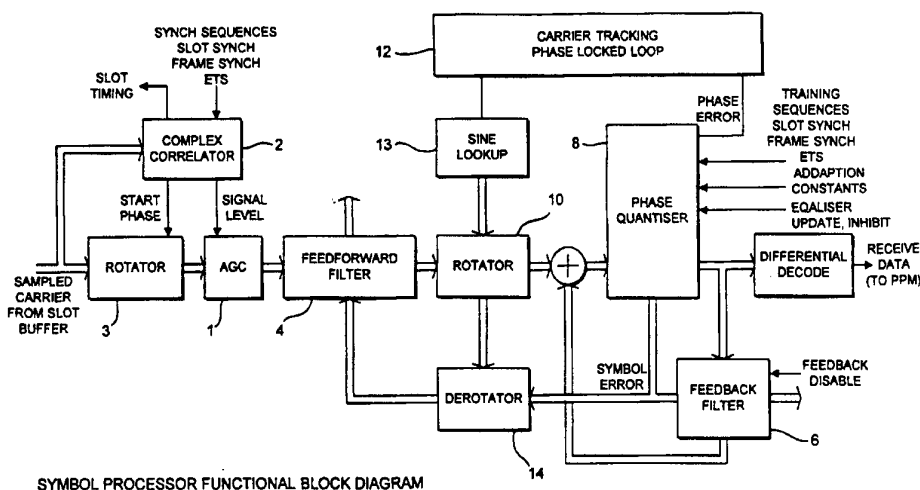 SYNCH SEQUENCES
SLOT SYNCH
FRAME SYNCH
ETS
SLOT
TIMING
COMPLEX
CORRELATOR
2
START
PHASE
SIGNAL
LEVEL
ROTATOR
3
AGC
1
SAMPLED
CARRIER
FROM SLOT
BUFFER
FEEDFORWARD
FILTER
4
12
CARRIER TRACKING
PHASE LOCKED LOOP
13
SINE
LOOKUP
10
ROTATOR
DEROTATOR
14
PHASE
ERROR
8
PHASE
QUANTISER
TRAINING
SEQUENCES
SLOT SYNCH
FRAME SYNCH
ETS
ADDAPTION
CONSTANTS
EQALISER
UPDATE, INHIBIT
DIFFERENTIAL
DECODE
RECEIVE
DATA
(TO PPM)
SYMBOL
ERROR
FEEDBACK
FILTER
FEEDBACK
DISABLE
6
SYMBOL PROCESSOR FUNCTIONAL BLOCK DIAGRAM